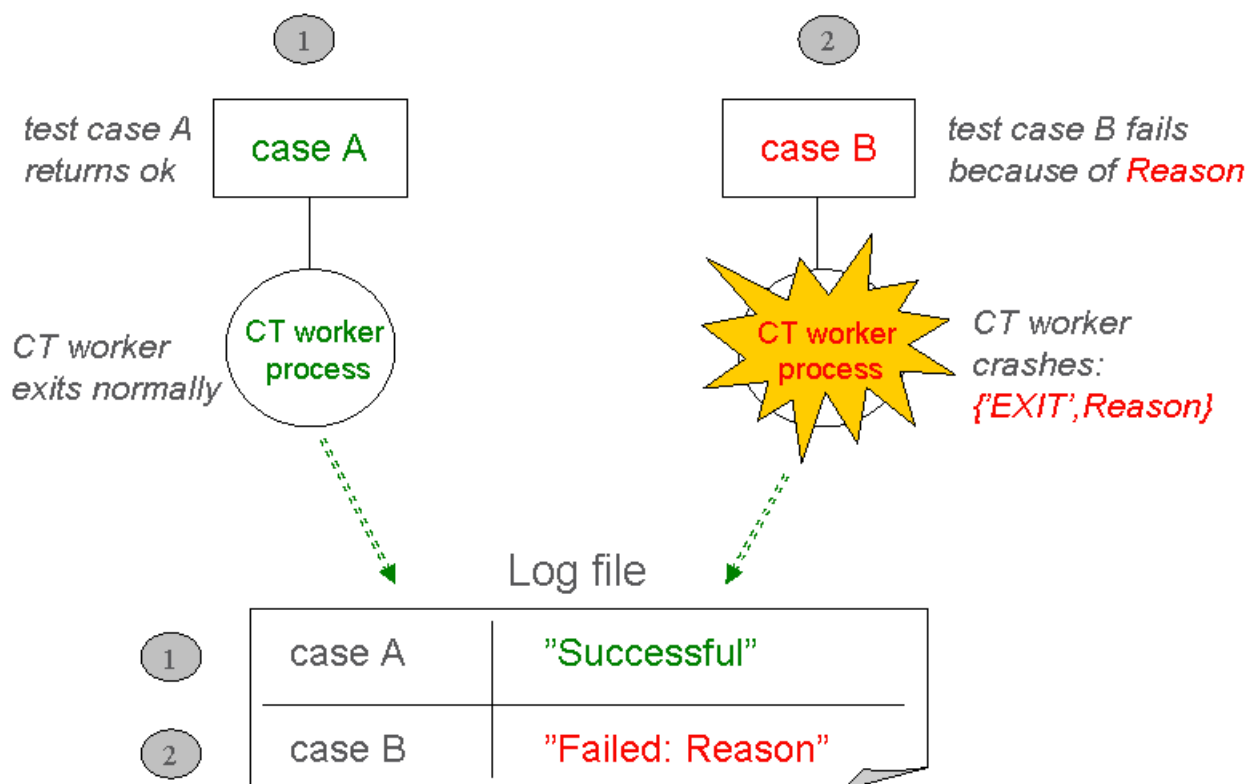 1
2
test case A
returns ok
case A
case B
test case B fails
because of Reason
CT worker
exits normally
CT worker
process
CT worker
process
CT worker
crashes:
{’EXIT’,Reason}
Log file
1
case A
”Successful”
2
case B
”Failed: Reason”